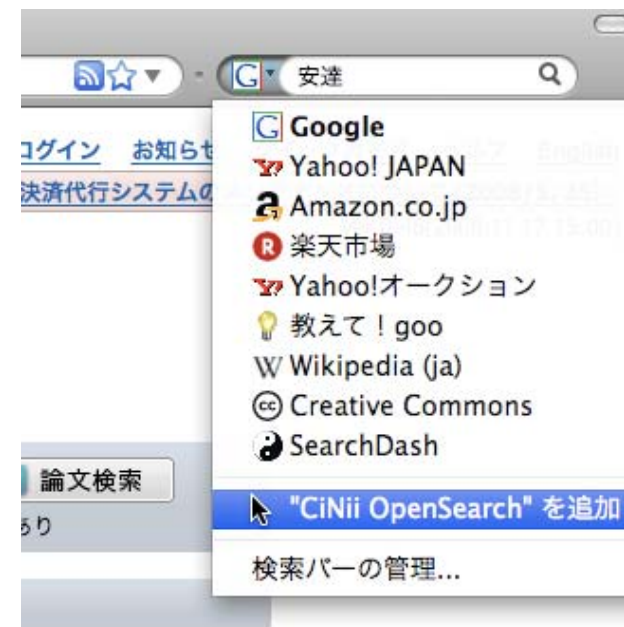 安達
ログイン お知らせ
決済代行システムの
Google
Yahoo! JAPAN
Amazon.co.jp
楽天市場
Yahoo!オークション
教えて!goo
Wikipedia (ja)
Creative Commons
SearchDash
論文検索
あり
"CiNii OpenSearch" を追加
検索バーの管理...